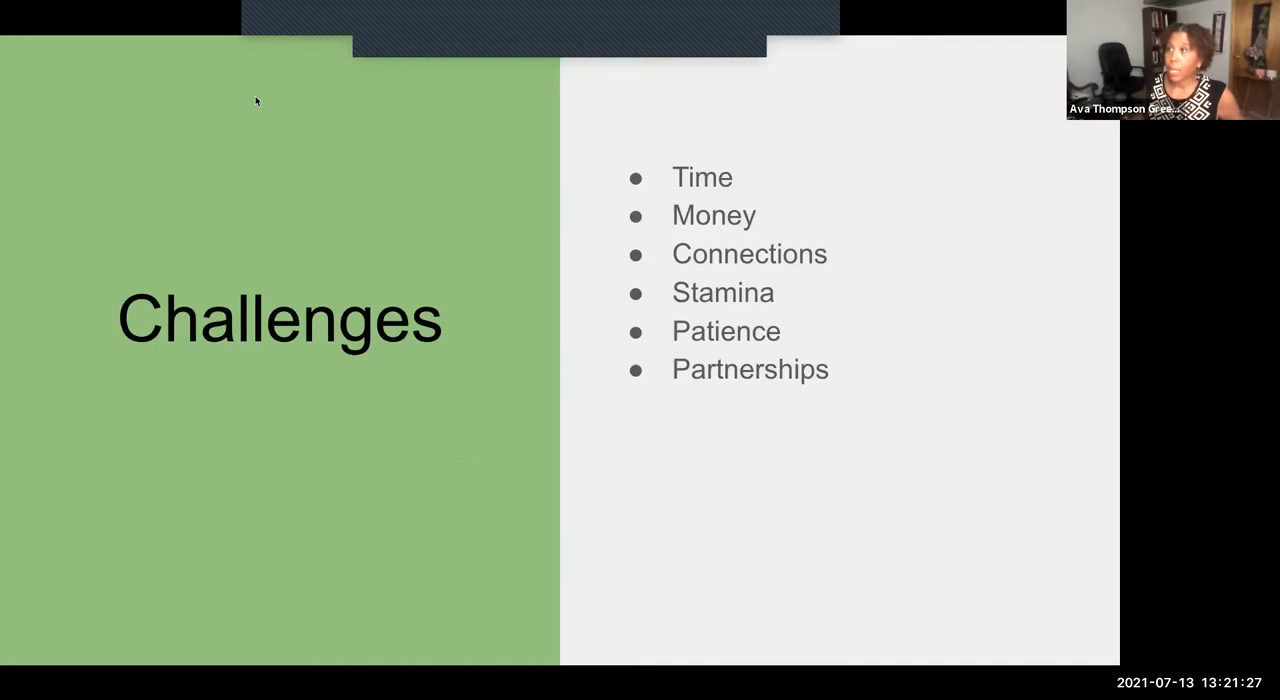 Ava Thompson Gree...
Challenges
● Time
● Money
● Connections
● Stamina
● Patience
● Partnerships
2021-07-13 13:21:27